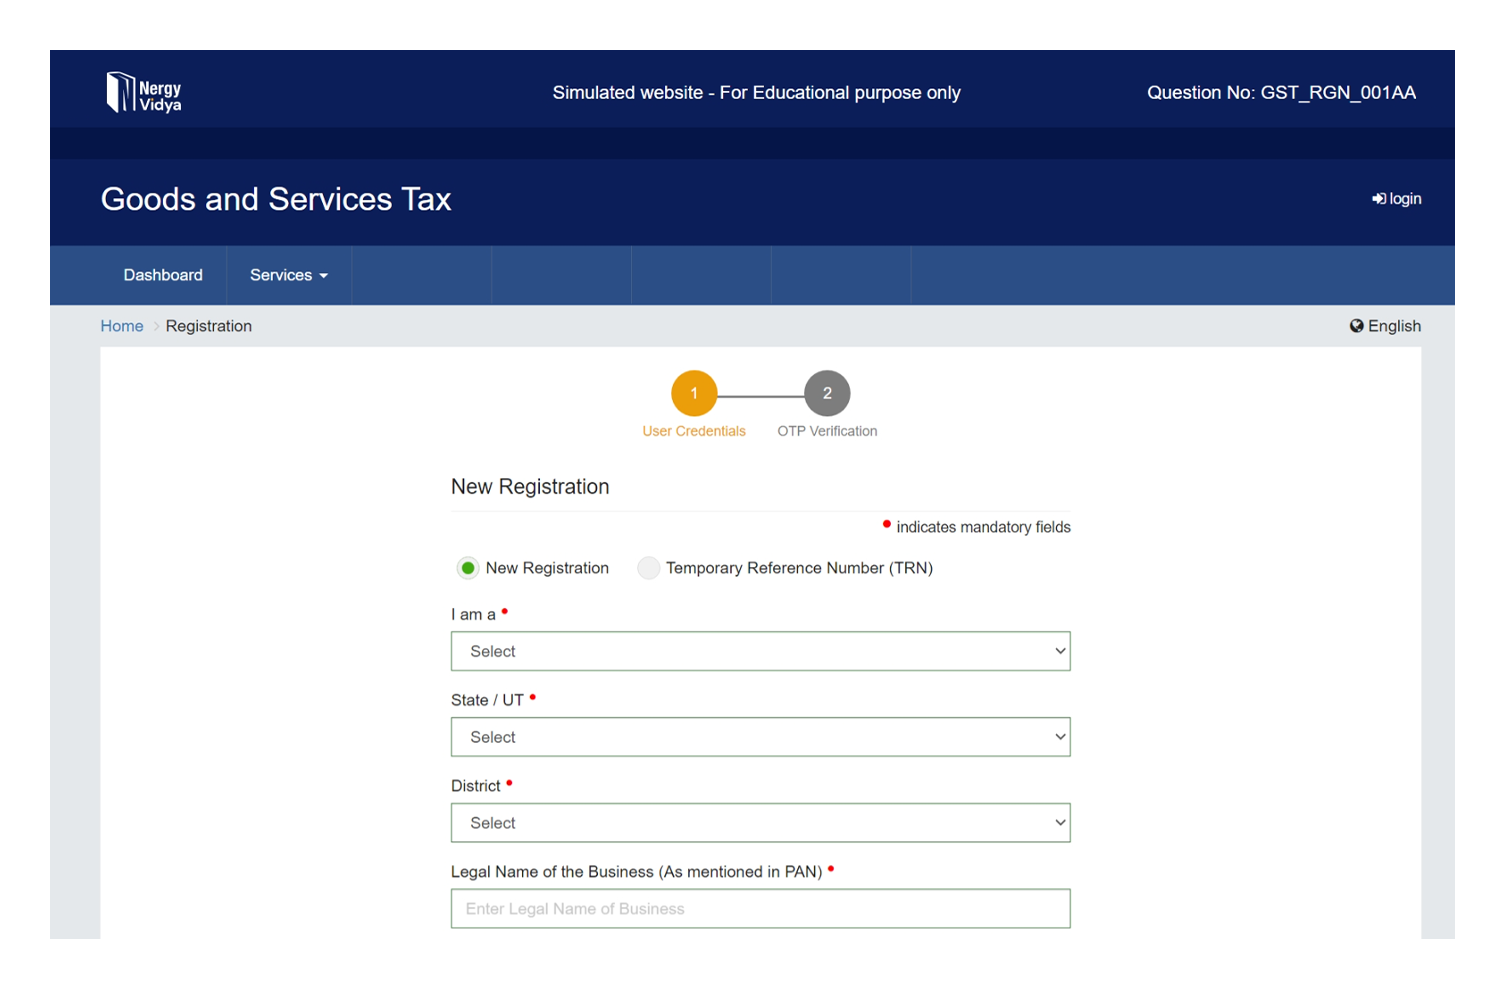 Nergy
Vidya
Simulated website - For Educational purpose only
Question No: GST_RGN_001AA
Goods and Services Tax
login
Dashboard Services
Home > Registration
English
1 2
User Credentials OTP Verification
New Registration
• indicates mandatory fields
New Registration Temporary Reference Number (TRN)
I am a •
Select
State / UT •
Select
District •
Select
Legal Name of the Business (As mentioned in PAN) •
Enter Legal Name of Business